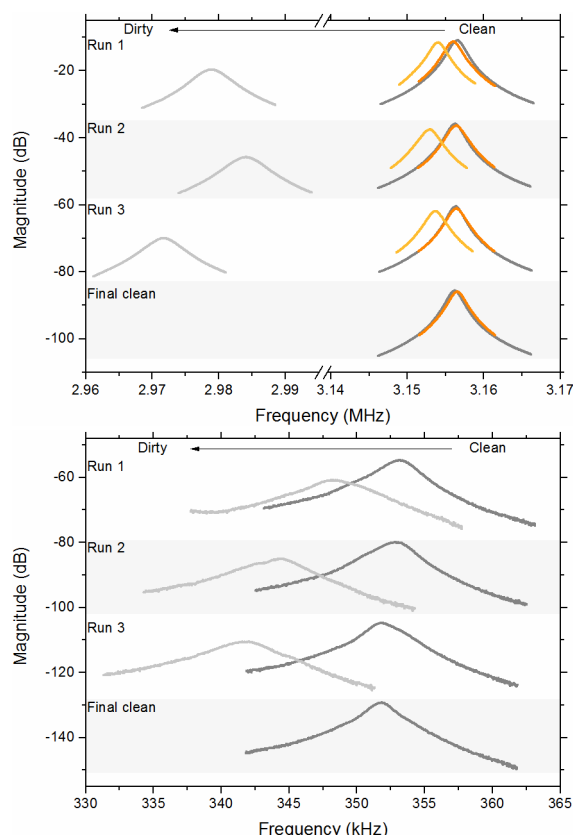 Dirty Clean
Run 1
-20
-40
Run 2
-60
Run 3
-80
Final clean
-100
Magnitude (dB)
2.96 2.97 2.98 2.99 3.14 3.15 3.16 3.17
Frequency (MHz)
Dirty Clean
Run 1
-60
-80
Run 2
-100
Run 3
-120
Final clean
-140
Magnitude (dB)
330 335 340 345 350 355 360 365
Frequency (kHz)